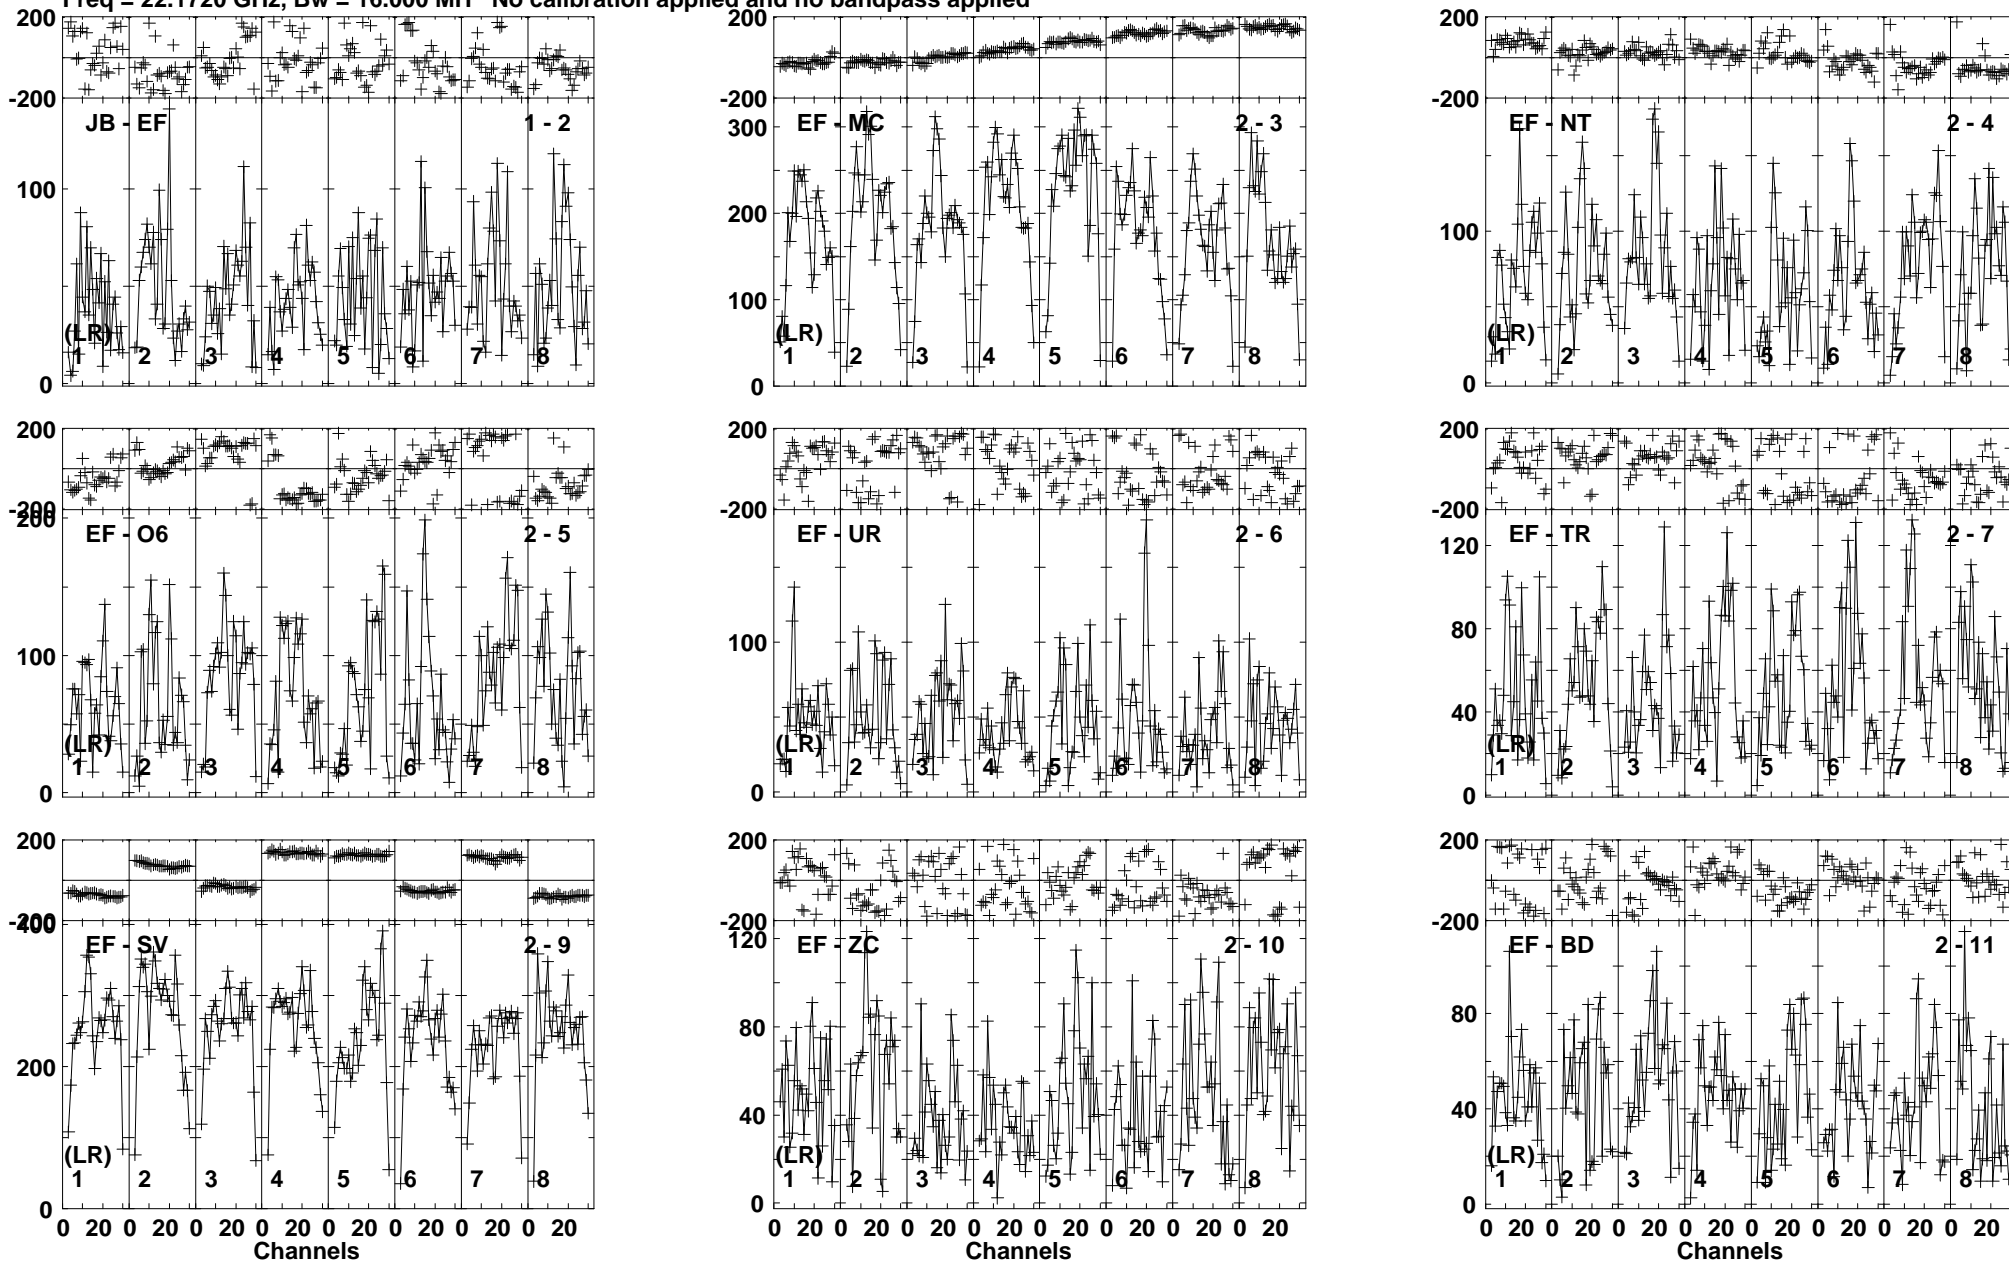 Freq = 22.1720 GHz, Bw = 16.000 MH No calibration applied and no bandpass applied
200 200 200
-200 -200 -200
JB - EF 1 - 2 EF - MC 2 - 3 EF - NT 2 - 4
300
100 200 100
100
(LR) (LR) (LR)
1 2 3 4 5 6 7 8 1 2 3 4 5 6 7 8 1 2 3 4 5 6 7 8
0 0 0
200 200 200
-200 -200 -200
200
EF - O6 2 - 5 EF - UR 2 - 6 EF - TR 2 - 7
120
100 100 80
40
(LR) (LR) (LR)
1 2 3 4 5 6 7 8 1 2 3 4 5 6 7 8 1 2 3 4 5 6 7 8
0 0 0
200 200 200
-200 -200 -200
400
EF - SV 2 - 9 EF - ZC 2 - 10 EF - BD 2 - 11
120
200 80 80
40 40
(LR) (LR) (LR)
1 2 3 4 5 6 7 8 1 2 3 4 5 6 7 8 1 2 3 4 5 6 7 8
0 0 0
0 20 0 20 0 20 0 20 0 20 0 20 0 20 0 20 0 20 0 20 0 20 0 20 0 20 0 20 0 20 0 20 0 20 0 20 0 20 0 20 0 20 0 20 0 20 0 20
Channels Channels Channels